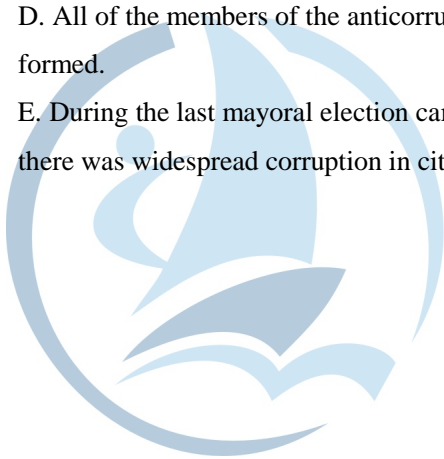 D. All of the members of the anticorru
formed.
E. During the last mayoral election
there was widespread corruption in cit